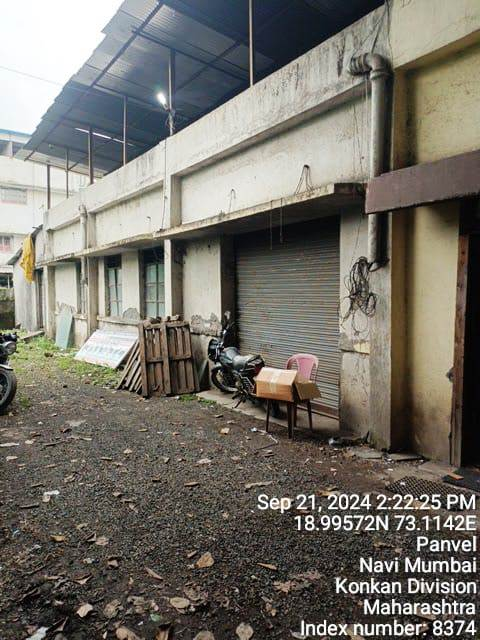 Sep 21, 2024 2:22:25 PM
18.99572N 73.1142E
Panvel
Navi Mumbai
Konkan Division
Maharashtra
Index number: 8374